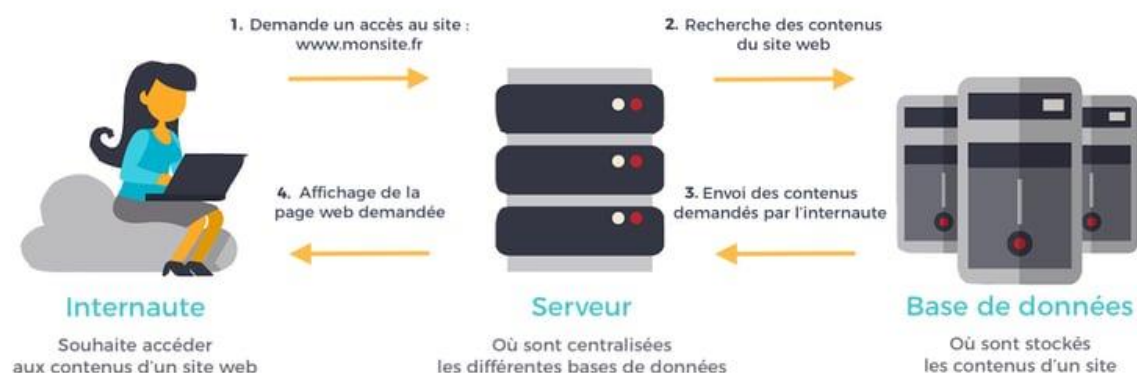 1. Demande un accès au site :
www.monsite.fr
2. Recherche des contenus
du site web
4. Affichage de la
page web demandée
3. Envoi des contenus
demandés par l'internaute
Internaute
Souhaite accéder
aux contenus d'un site web
Serveur
Où sont centralisées
les différentes bases de données
Base de données
Où sont stockés
les contenus d'un site